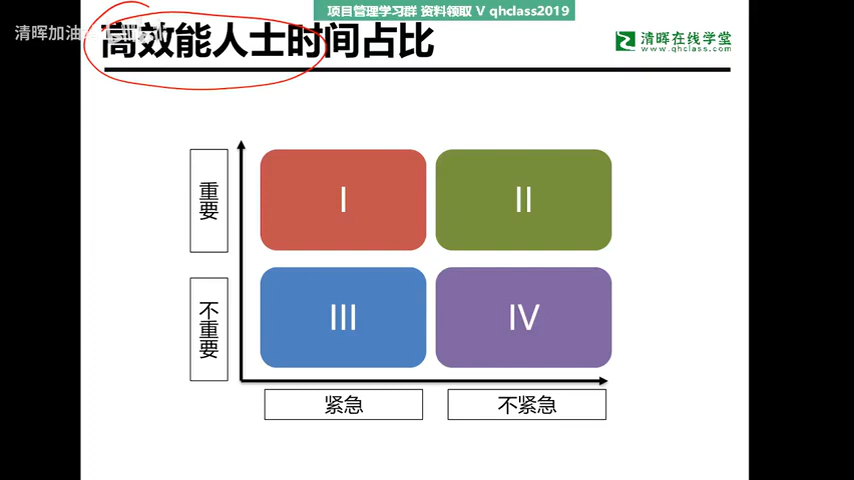 项目管理学习群 资料领取 V qhclass2019
清晖加油
高效能人士时间占比
清晖在线学堂
www.qhclass.com
重要
I
II
不重要
III
IV
紧急
不紧急